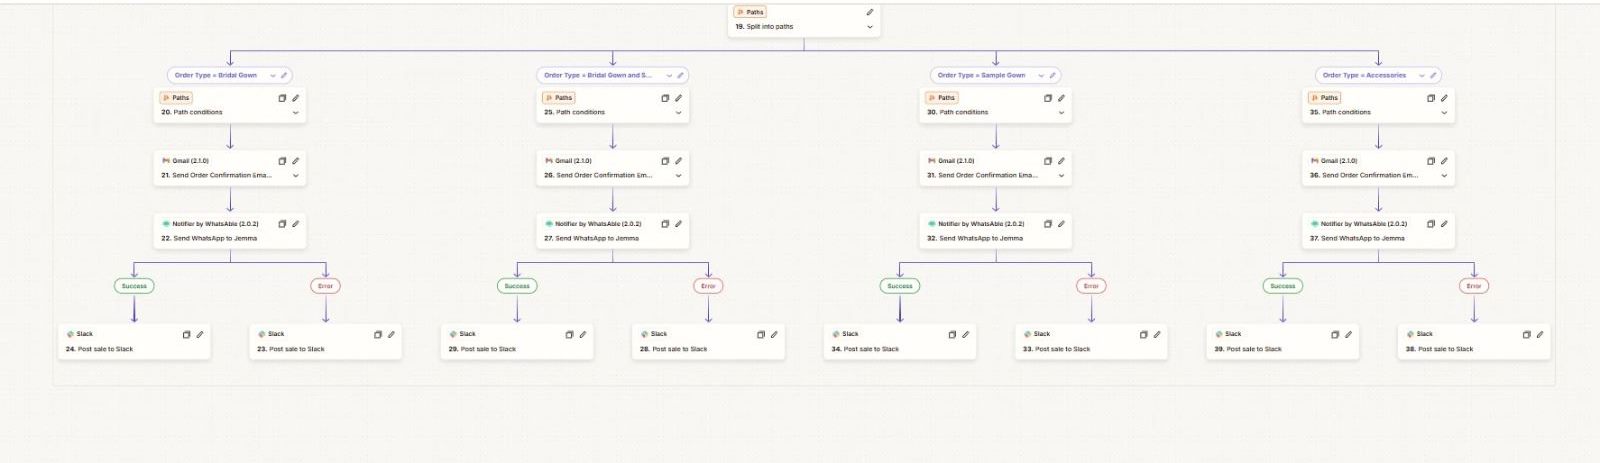 Paths
19. Split into paths
Order Type = Bridal Gown
Order Type = Bridal Gown and S...
Order Type = Sample Gown
Order Type = Accessories
Paths
20. Path conditions
Paths
25. Path conditions
Paths
30. Path conditions
Paths
35. Path conditions
Gmail (2.1.0)
21. Send Order Confirmation Ema...
Gmail (2.1.0)
26. Send Order Confirmation Em...
Gmail (2.1.0)
31. Send Order Confirmation Ema...
Gmail (2.1.0)
36. Send Order Confirmation Em...
Notifier by WhatsAble (2.0.2)
22. Send WhatsApp to Jemma
Notifier by WhatsAble (2.0.2)
27. Send WhatsApp to Jemma
Notifier by WhatsAble (2.0.2)
32. Send WhatsApp to Jemma
Notifier by WhatsAble (2.0.2)
37. Send WhatsApp to Jemma
Success
Error
Success
Error
Success
Error
Success
Error
Slack
24. Post sale to Slack
Slack
23. Post sale to Slack
Slack
29. Post sale to Slack
Slack
28. Post sale to Slack
Slack
34. Post sale to Slack
Slack
33. Post sale to Slack
Slack
39. Post sale to Slack
Slack
38. Post sale to Slack